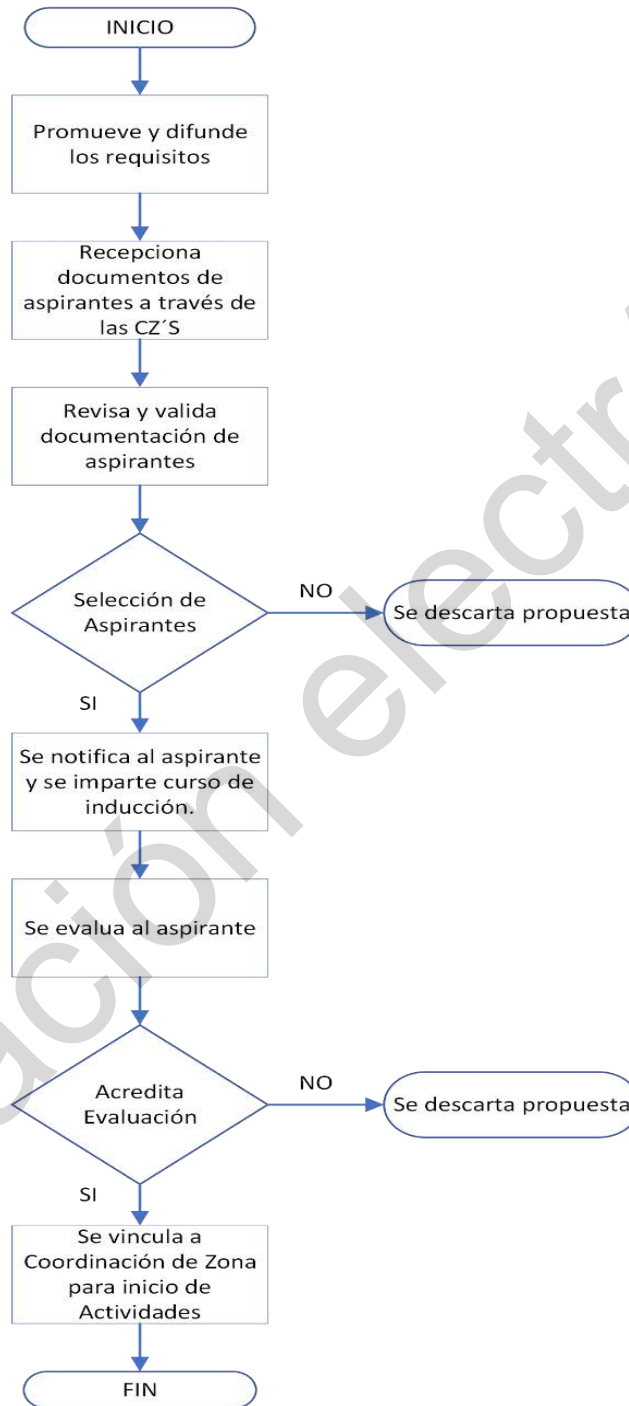 INICIO
Promueve y difunde
los requisitos
Recepciona
documentos de
aspirantes a través de
las CZ´S
Revisa y valida
documentación de
aspirantes
Selección de
Aspirantes
NO
Se descarta propuesta
SI
Se notifica al aspirante
y se imparte curso de
inducción.
Se evalua al aspirante
Acredita
Evaluación
NO
Se descarta propuesta
SI
Se vincula a
Coordinación de Zona
para inicio de
Actividades
FIN